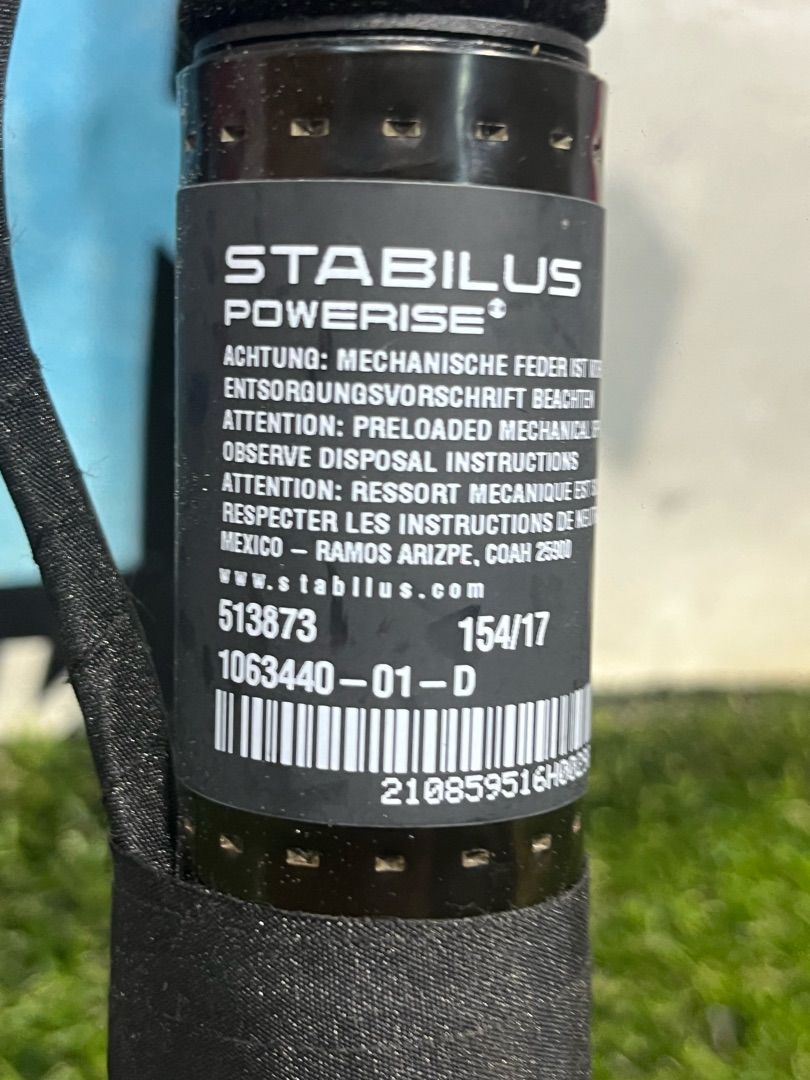 STABILUS
POWERISE®
ACHTUNG: MECHANISCHE FEDER IST
ENTSORGUNGSVORSCHRIFT BEACHTEN
ATTENTION: PRELOADED MECHANICAL
OBSERVE DISPOSAL INSTRUCTIONS
ATTENTION: RESSORT MECANIQUE EST
RESPECTER LES INSTRUCTIONS DE
MEXICO – RAMOS ARIZPE, COAH 25900
www.stabilus.com
513873 154/17
1063440–01–D